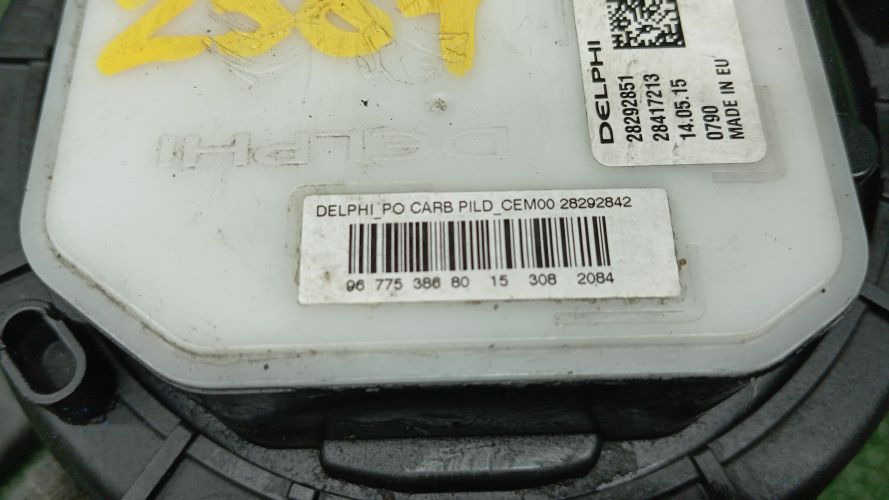 DELPHI
28292851
28417213
14.05.15
0790
MADE IN EU
DELPHI
DELPHI_PO CARB PILD_CEM00 28292842
96 775 386 80 15 308 2084